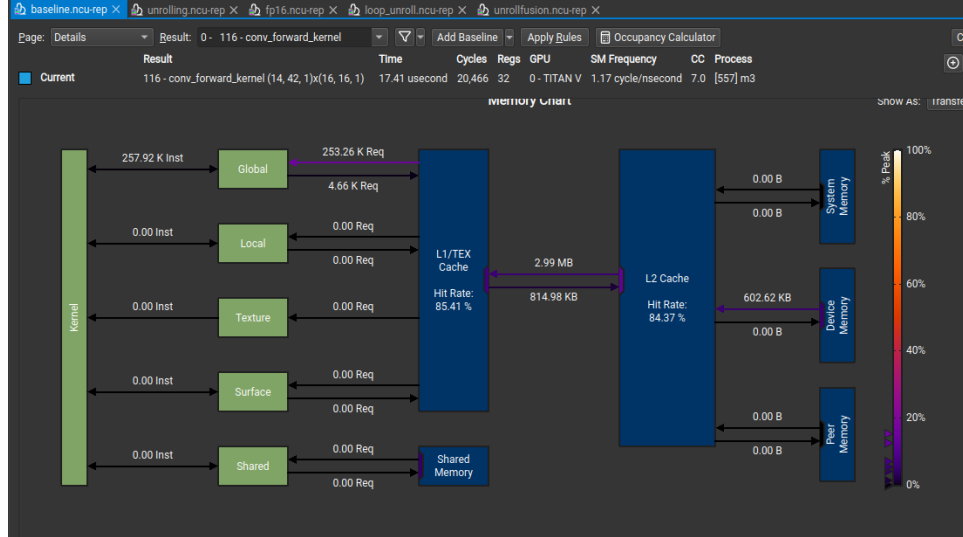 baseline.ncu-rep X unrolling.ncu-rep X fp16.ncu-rep X loop_unroll.ncu-rep X unrollfusion.ncu-rep X
Page: Details Result: 0 - 116 - conv_forward_kernel Add Baseline Apply Rules Occupancy Calculator
Result Time Cycles Regs GPU SM Frequency CC Process
Current 116 - conv_forward_kernel (14, 42, 1)x(16, 16, 1) 17.41 usecond 20,466 32 0 - TITAN V 1.17 cycle/nsecond 7.0 [557] m3
Memory Chart
Show As: Transfe
257.92 K Inst
Global
253.26 K Req
4.66 K Req
0.00 Inst
Local
0.00 Req
0.00 Req
0.00 Inst
Texture
0.00 Req
0.00 Inst
Surface
0.00 Req
0.00 Req
0.00 Inst
Shared
0.00 Req
0.00 Req
Kernel
L1/TEX
Cache
Hit Rate:
85.41 %
Shared
Memory
2.99 MB
814.98 KB
L2 Cache
Hit Rate:
84.37 %
0.00 B
0.00 B
System
Memory
602.62 KB
0.00 B
Device
Memory
0.00 B
0.00 B
Peer
Memory
% Peak
100%
80%
60%
40%
20%
0%